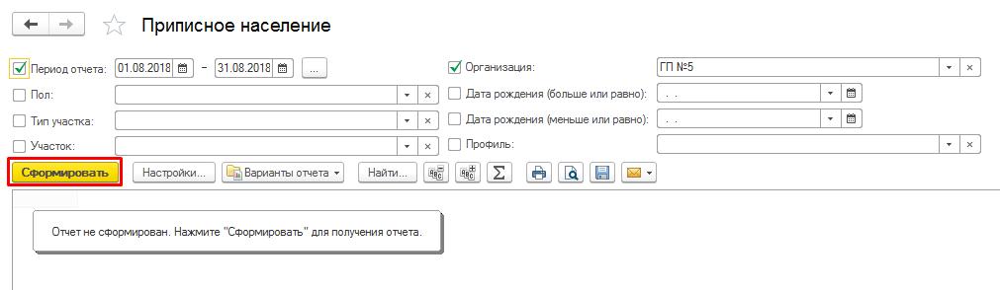 Приписное население
Период отчета: 01.08.2018 – 31.08.2018 ... Организация: ГП №5
Пол: Дата рождения (больше или равно): . .
Тип участка: Дата рождения (меньше или равно): . .
Участок: Профиль:
Сформировать Настройки... Варианты отчета Найти... Σ
Отчет не сформирован. Нажмите "Сформировать" для получения отчета.